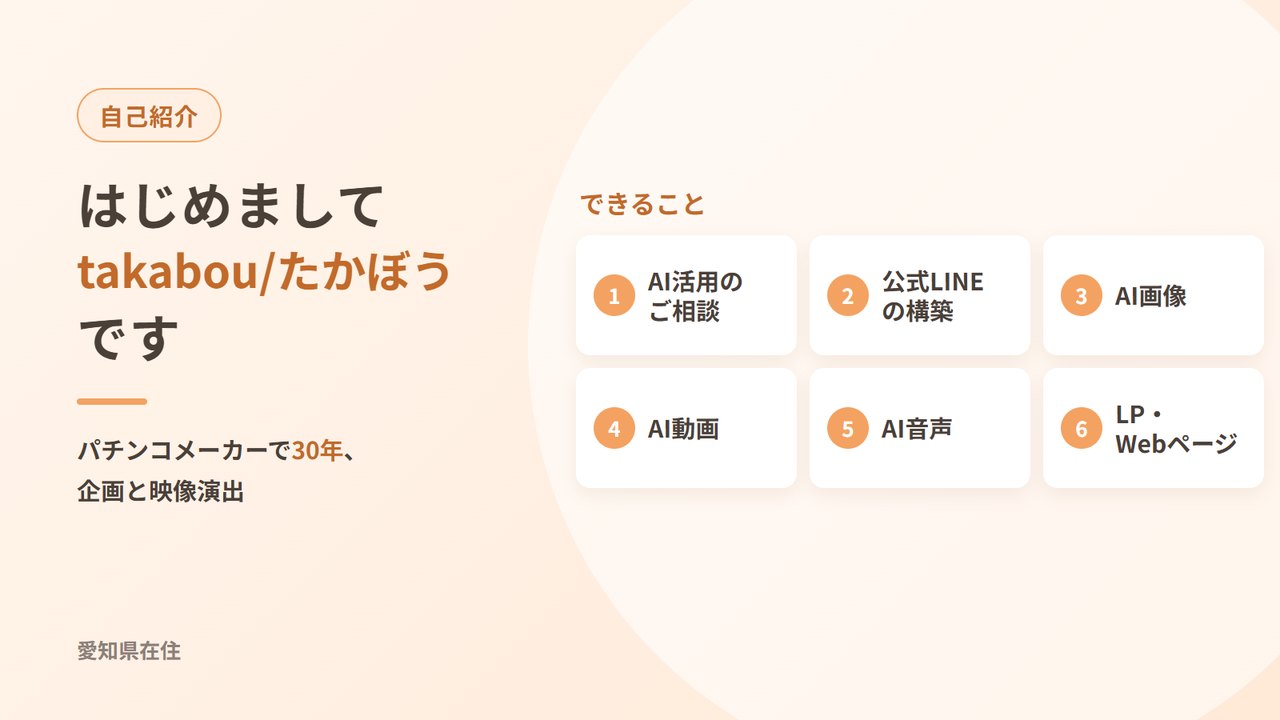 自己紹介
はじめまして
takabou/たかぼう
です
パチンコメーカーで30年、
企画と映像演出
愛知県在住
できること
1
AI活用の
ご相談
2
公式LINE
の構築
3
AI画像
4
AI動画
5
AI音声
6
LP・
Webページ